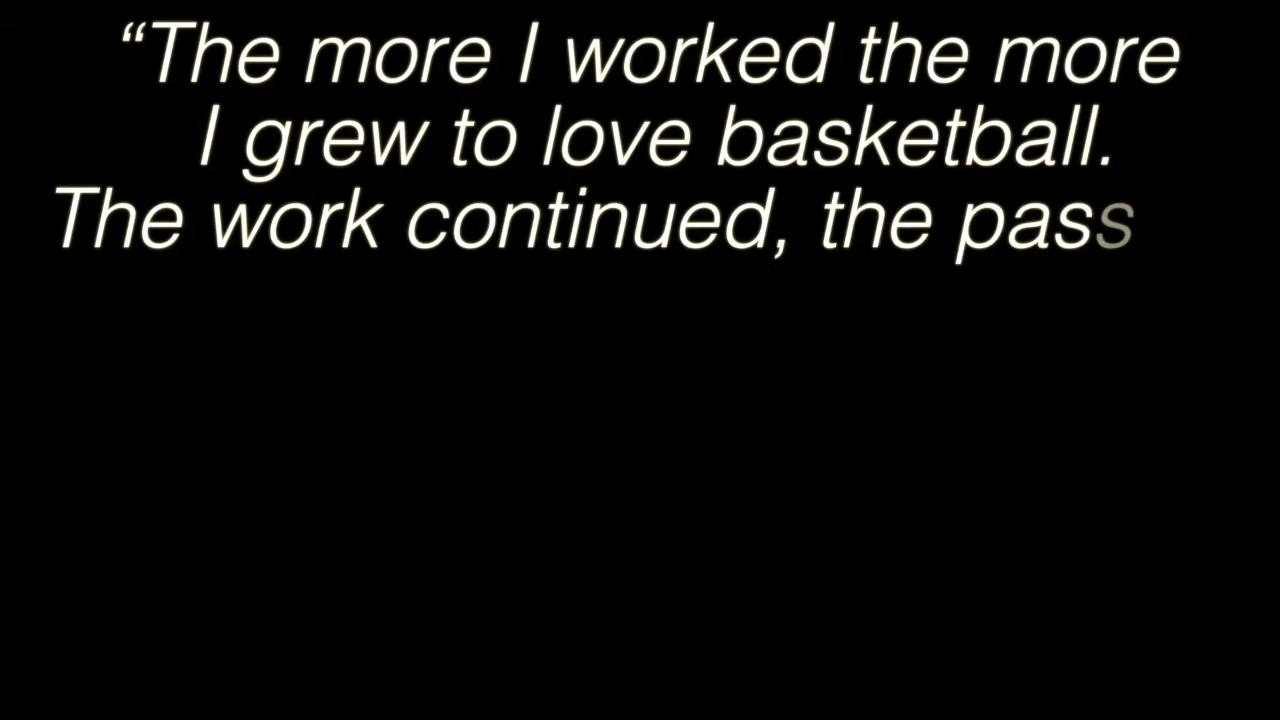 “The more I worked the more
I grew to love basketball.
The work continued, the pass